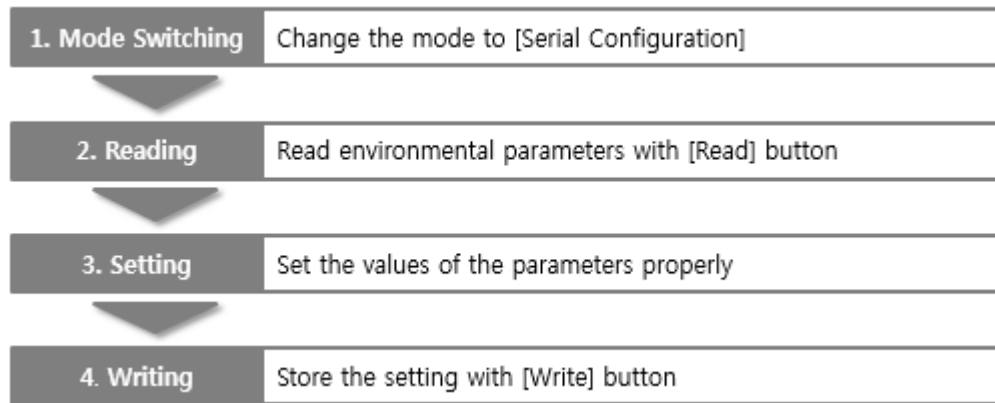 1. Mode Switching Change the mode to [Serial Configuration]
2. Reading Read environmental parameters with [Read] button
3. Setting Set the values of the parameters properly
4. Writing Store the setting with [Write] button